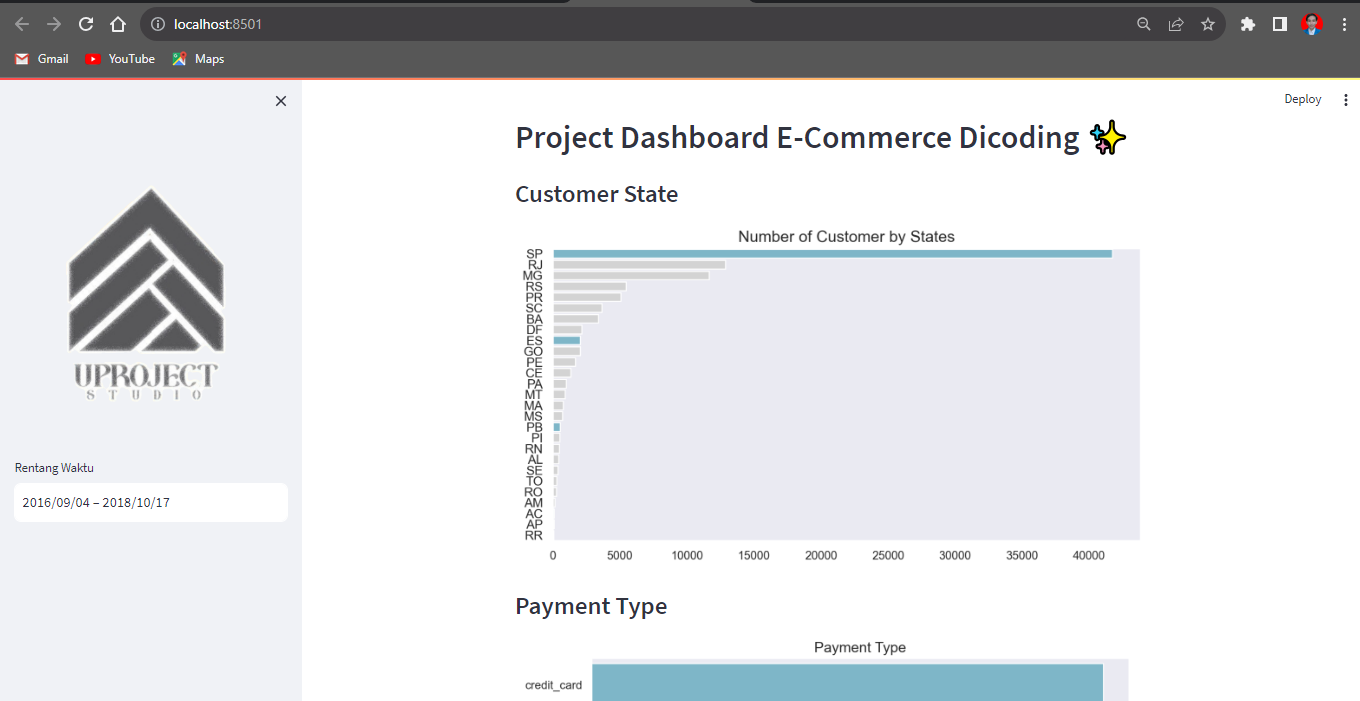 localhost:8501
Gmail YouTube Maps
Deploy
UPROJECT
STUDIO
Rentang Waktu
2016/09/04 – 2018/10/17
Project Dashboard E-Commerce Dicoding ✨
Customer State
Number of Customer by States
SP
RJ
MG
RS
PR
SC
BA
DF
ES
GO
PE
CE
PA
MT
MA
MS
PB
PI
RN
AL
SE
TO
RO
AM
AC
AP
RR
0 5000 10000 15000 20000 25000 30000 35000 40000
Payment Type
Payment Type
credit_card